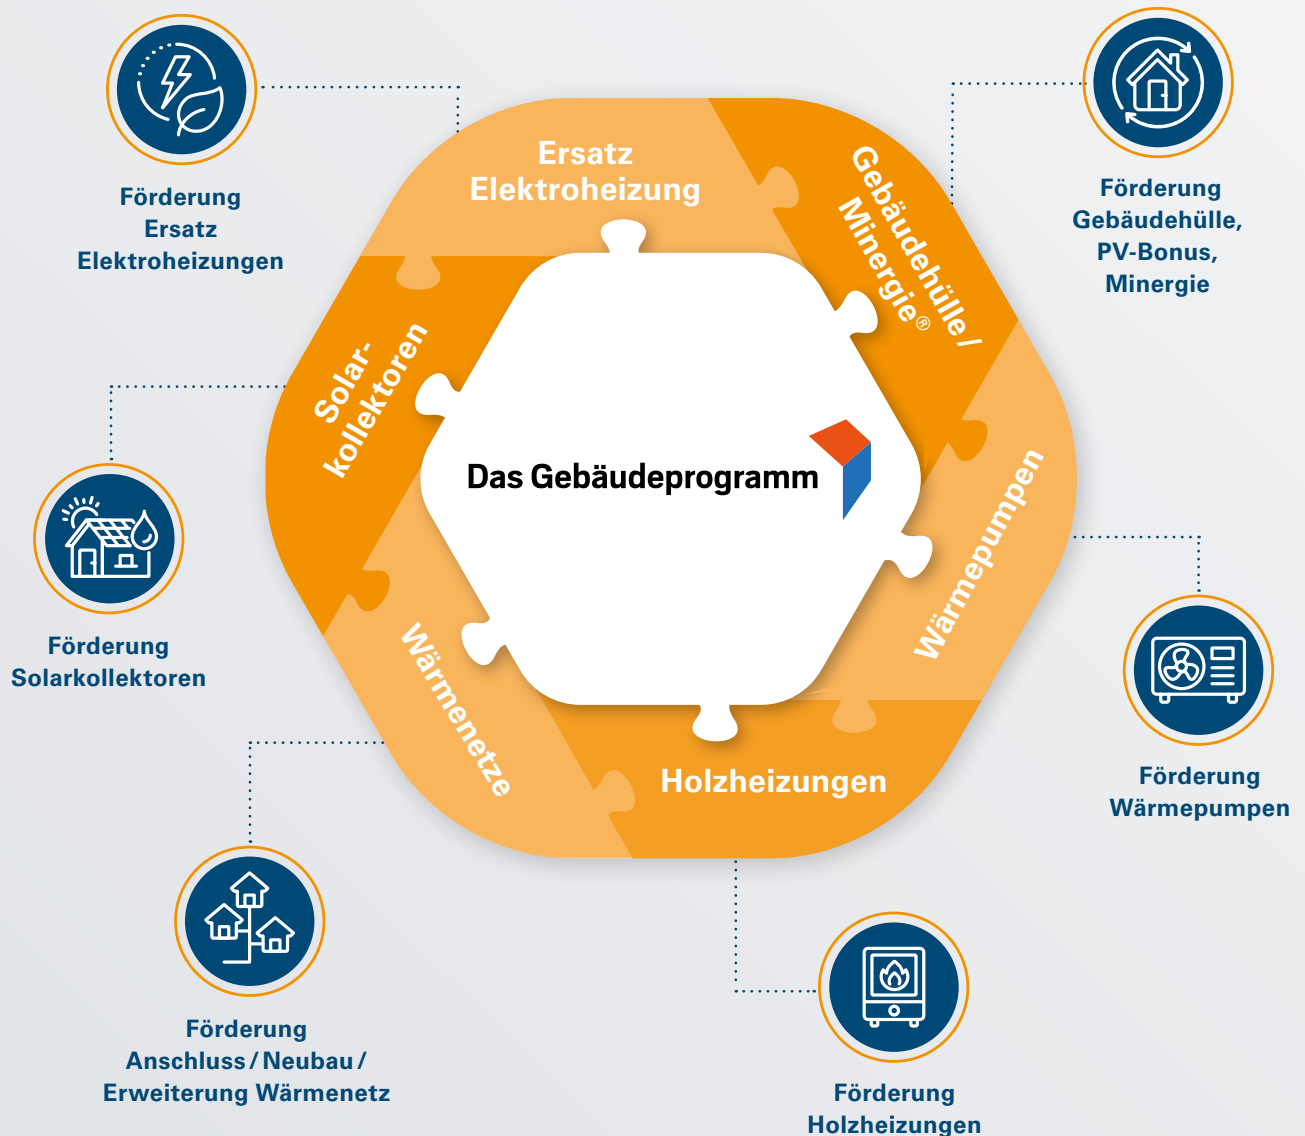 Förderung
Ersatz
Elektroheizungen
Ersatz
Elektroheizung
Gebäudehülle /
Minergie®
Förderung
Gebäudehülle,
PV-Bonus,
Minergie
Solar-
kollektoren
Das Gebäudeprogramm
Wärmepumpen
Förderung
Solarkollektoren
Wärmenetze
Holzheizungen
Förderung
Wärmepumpen
Förderung
Anschluss / Neubau /
Erweiterung Wärmenetz
Förderung
Holzheizungen